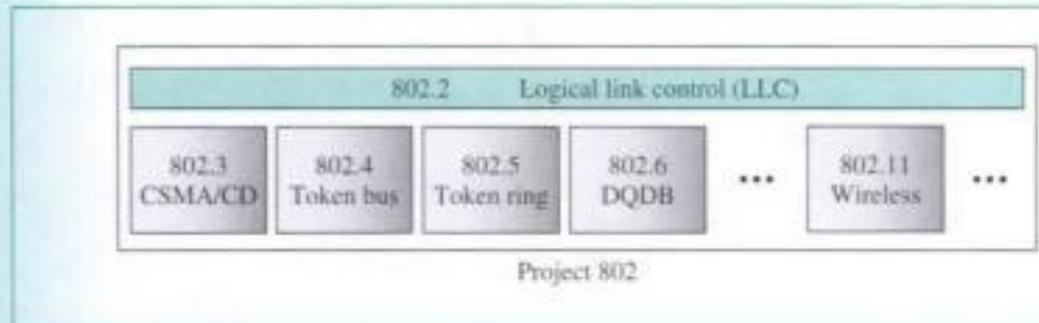 802.2 Logical link control (LLC)
802.3
CSMA/CD
802.4
Token bus
802.5
Token ring
802.6
DQDB
•••
802.11
Wireless
•••
Project 802